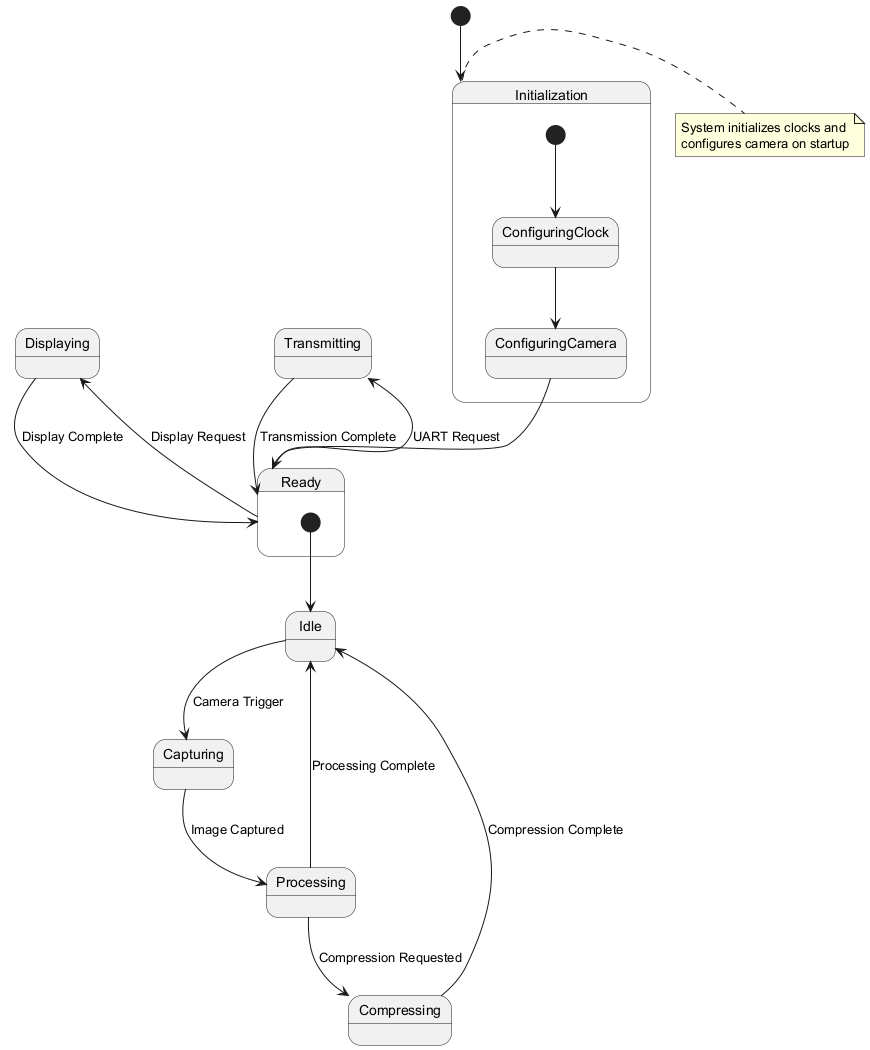 Initialization
System initializes clocks and
configures camera on startup
ConfiguringClock
Displaying
Transmitting
ConfiguringCamera
Display Complete
Display Request
Transmission Complete
UART Request
Ready
Idle
Camera Trigger
Capturing
Processing Complete
Image Captured
Compression Complete
Processing
Compression Requested
Compressing